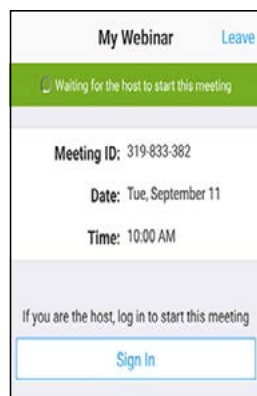 My Webinar Leave
Waiting for the host to start this meeting
Meeting ID: 319-833-382
Date: Tue, September 11
Time: 10:00 AM
If you are the host, log in to start this meeting
Sign In